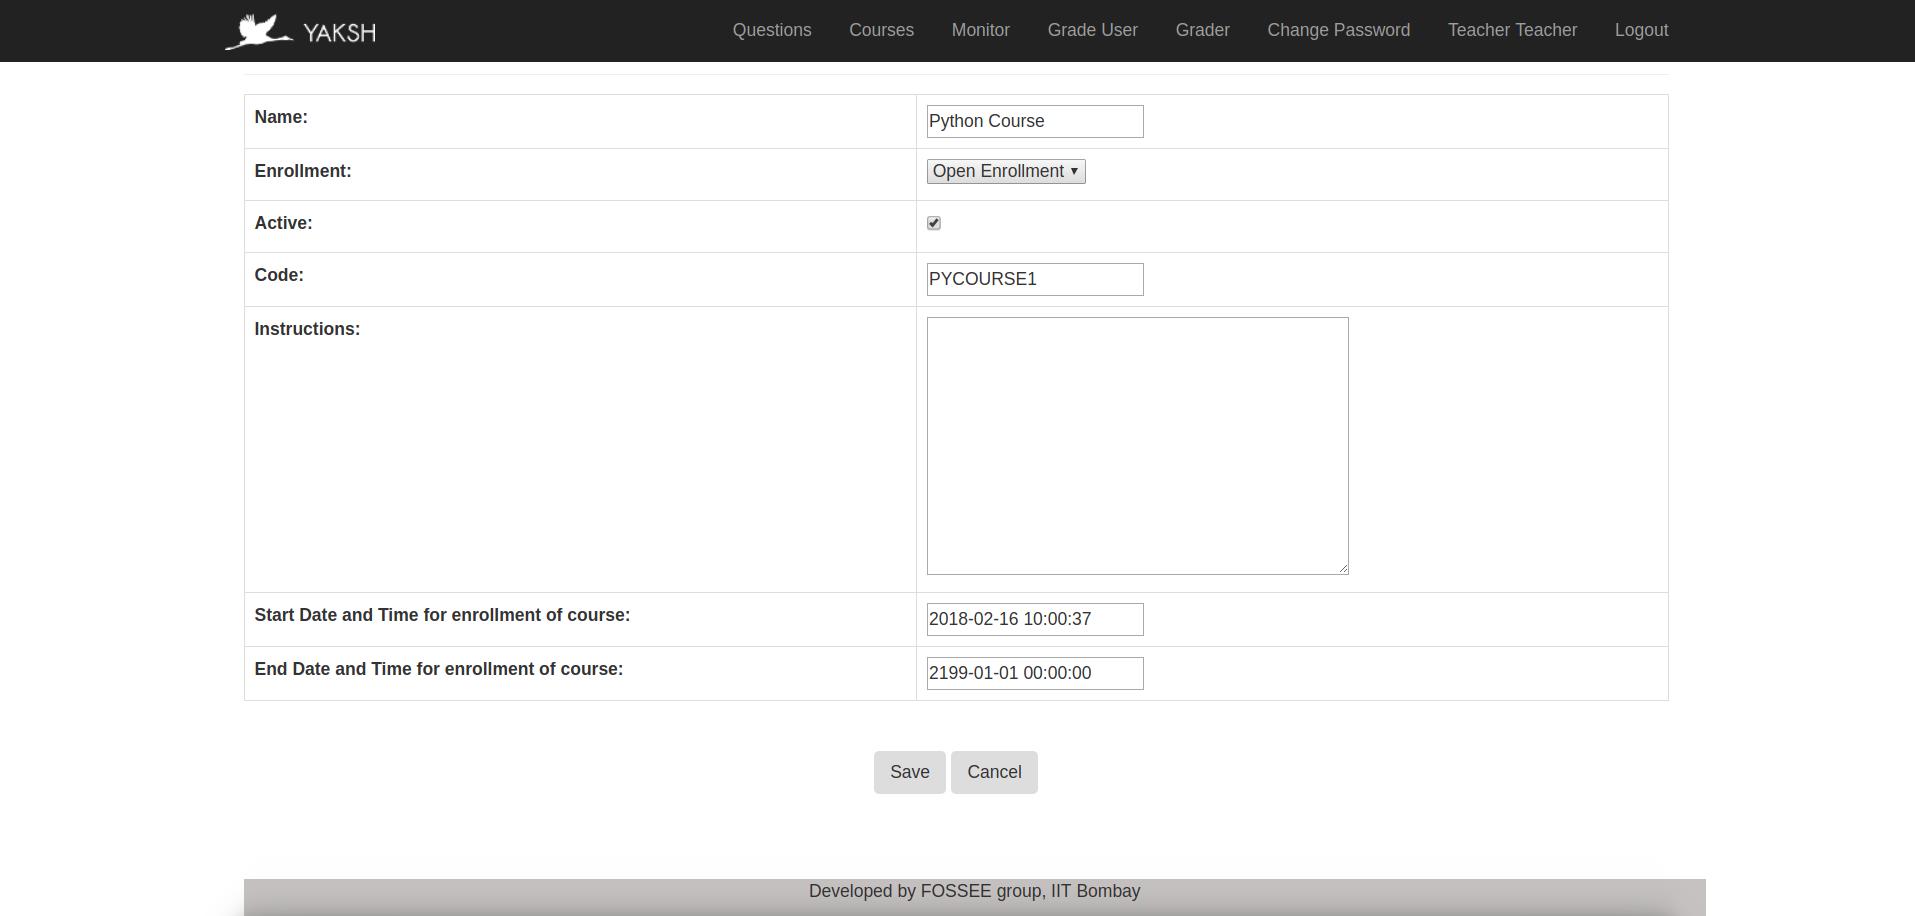 YAKSH Questions Courses Monitor Grade User Grader Change Password Teacher Teacher Logout
Name: Python Course
Enrollment: Open Enrollment
Active:
Code: PYCOURSE1
Instructions:
Start Date and Time for enrollment of course: 2018-02-16 10:00:37
End Date and Time for enrollment of course: 2199-01-01 00:00:00
Save Cancel
Developed by FOSSEE group, IIT Bombay